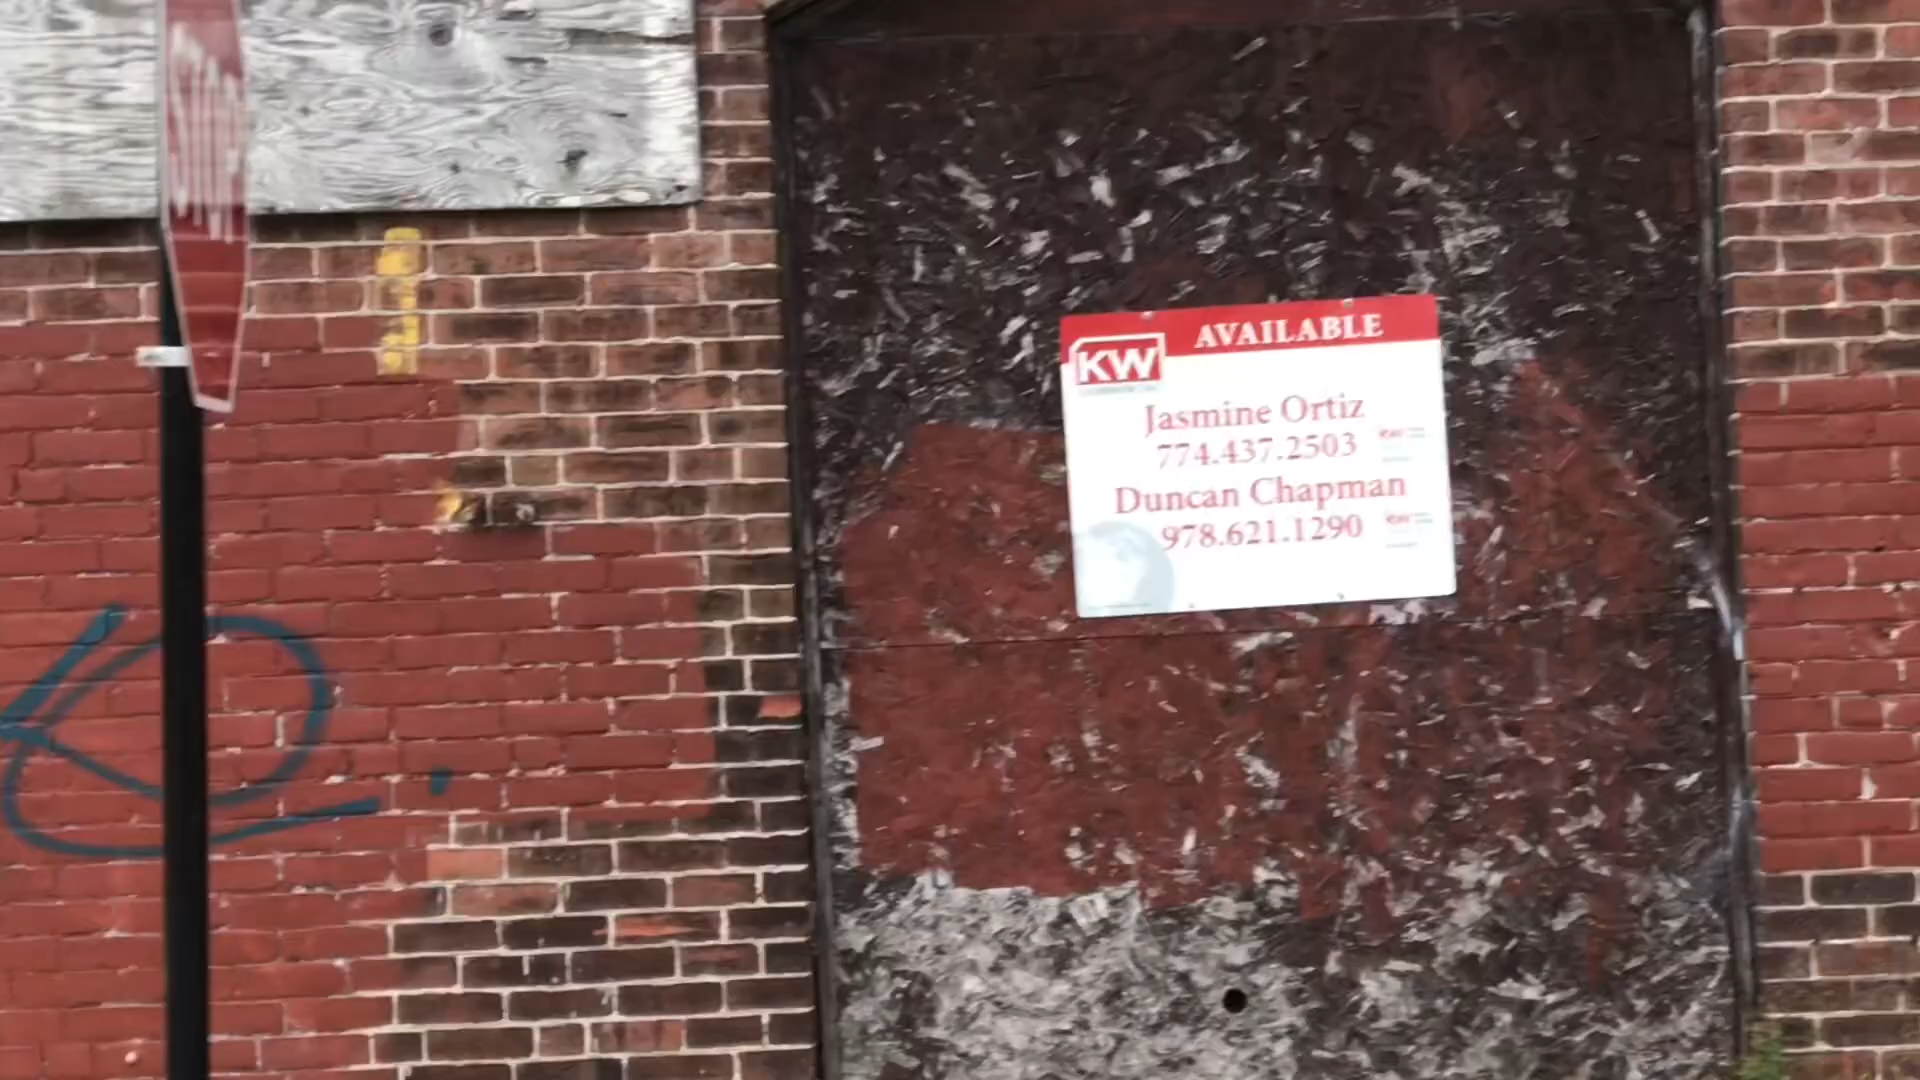 AVAILABLE
KW
Jasmine Ortiz
774.437.2503
Duncan Chapman
978.621.1290